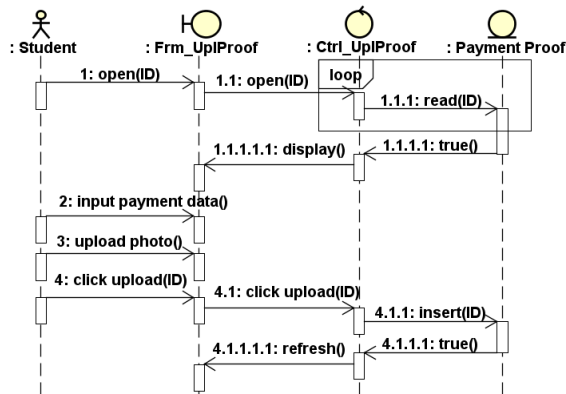 : Student : Frm_UplProof : Ctrl_UplProof : Payment Proof
loop
1: open(ID)
1.1: open(ID)
1.1.1: read(ID)
1.1.1.1: true()
1.1.1.1.1: display()
2: input payment data()
3: upload photo()
4: click upload(ID)
4.1: click upload(ID)
4.1.1: insert(ID)
4.1.1.1: true()
4.1.1.1.1: refresh()